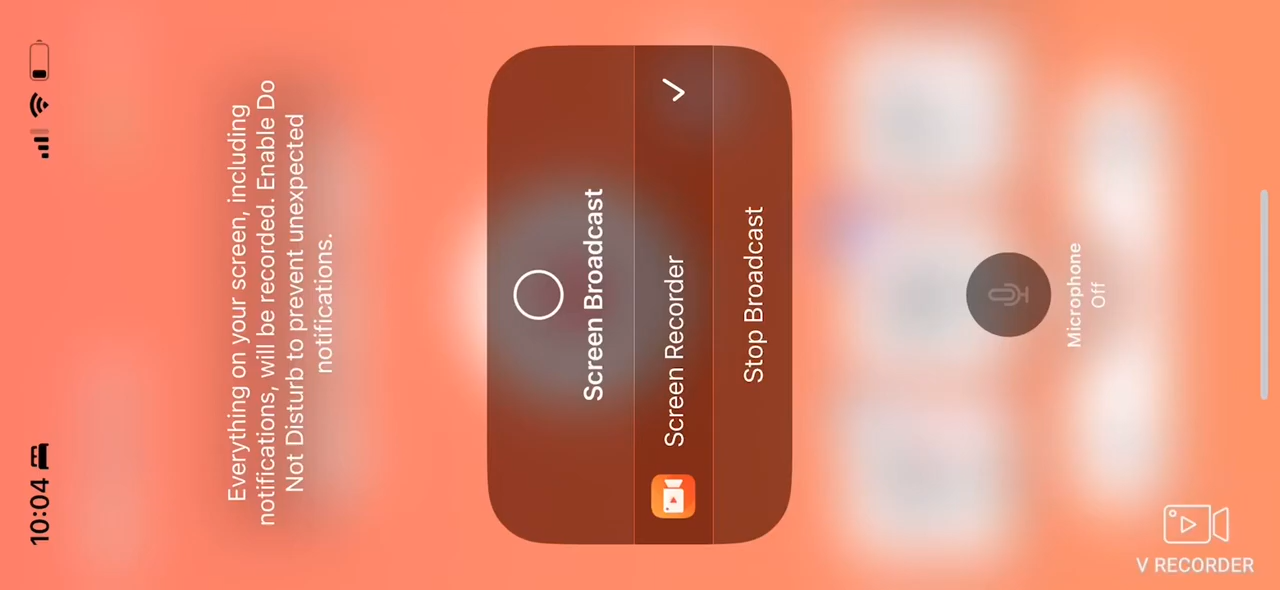 10:04
Everything on your screen, including
notifications, will be recorded. Enable Do
Not Disturb to prevent unexpected
notifications.
Screen Broadcast
Screen Recorder
Stop Broadcast
Microphone
Off
V RECORDER